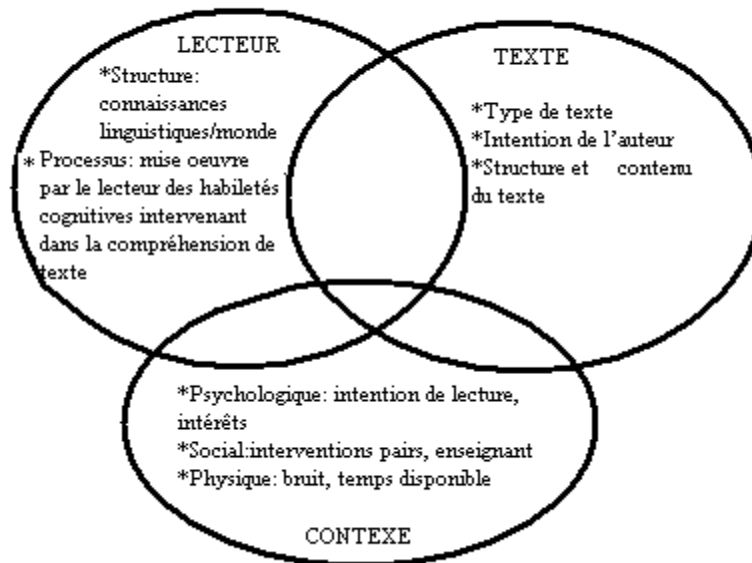 LECTEUR
*Structure:
connaissances
linguistiques/monde
* Processus: mise oeuvre
par le lecteur des habiletés
cognitives intervenant
dans la compréhension de
texte
TEXTE
*Type de texte
*Intention de l'auteur
*Structure et contenu
du texte
*Psychologique: intention de lecture,
intérêts
*Social:interventions pairs, enseignant
*Physique: bruit, temps disponible
CONTEXE